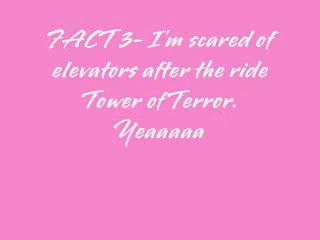 FACT 3- I'm scared of
elevators after the ride
Tower of Terror.
Yeaaaaa